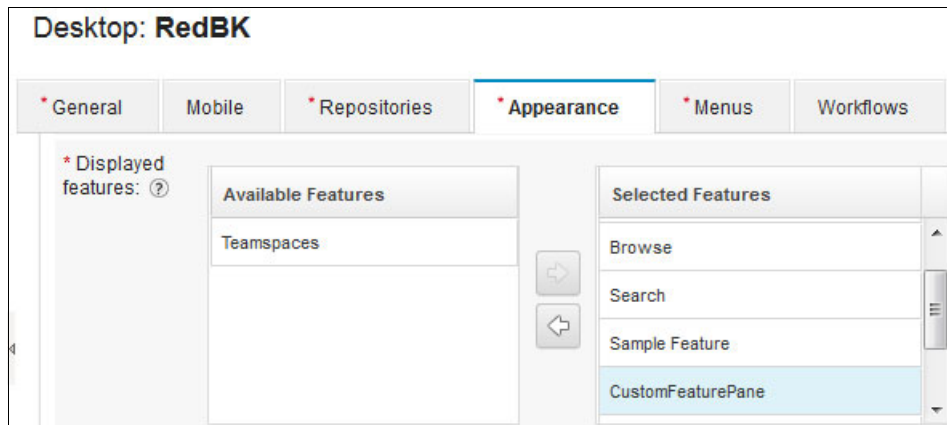 Desktop: RedBK
* General
Mobile
* Repositories
* Appearance
* Menus
Workflows
* Displayed
features: ?
Available Features
Teamspaces
Selected Features
Browse
Search
Sample Feature
CustomFeaturePane